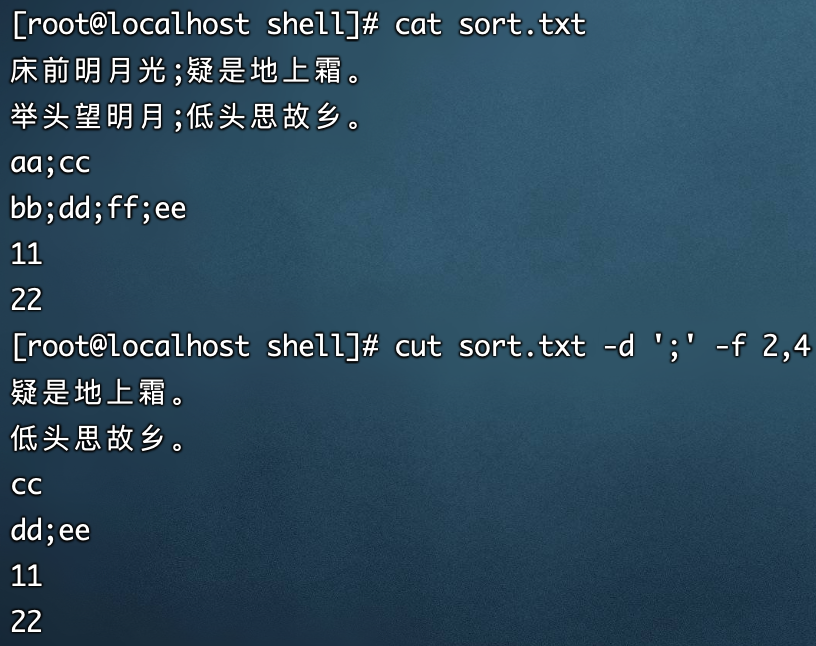 [root@localhost shell]# cat sort.txt
床前明月光;疑是地上霜。
举头望明月;低头思故乡。
aa;cc
bb;dd;ff;ee
11
22
[root@localhost shell]# cut sort.txt -d ';' -f 2,4
疑是地上霜。
低头思故乡。
cc
dd;ee
11
22